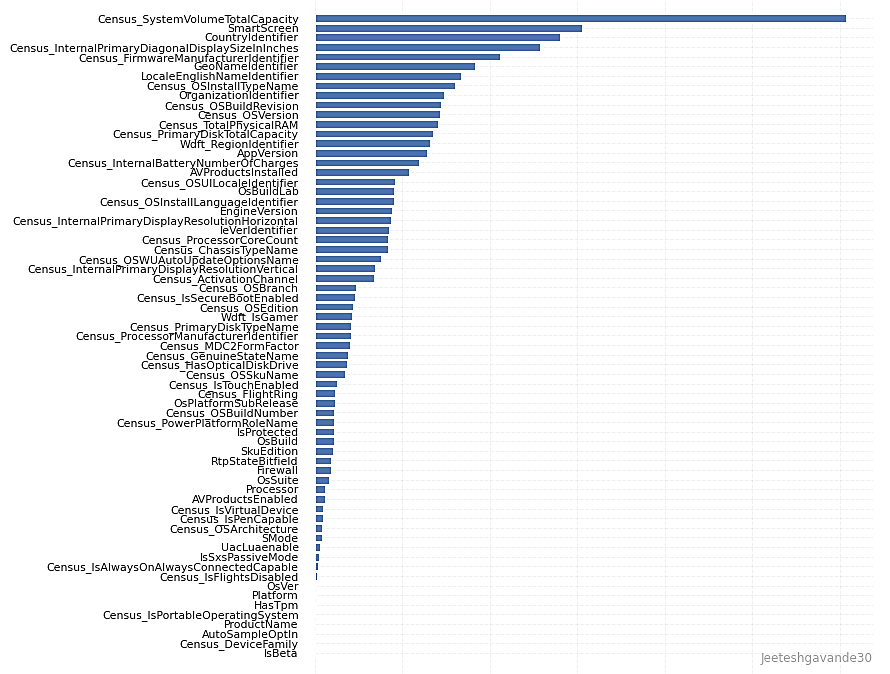 Census_SystemVolumeTotalCapacity
SmartScreen
CountryIdentifier
Census_InternalPrimaryDiagonalDisplaySizeInInches
Census_FirmwareManufacturerIdentifier
GeoNameIdentifier
LocaleEnglishNameIdentifier
Census_OSInstallTypeName
OrganizationIdentifier
Census_OSBuildRevision
Census_OSVersion
Census_TotalPhysicalRAM
Census_PrimaryDiskTotalCapacity
Wdft_RegionIdentifier
AppVersion
Census_InternalBatteryNumberOfCharges
AVProductsInstalled
Census_OSUILocaleIdentifier
OsBuildLab
Census_OSInstallLanguageIdentifier
EngineVersion
Census_InternalPrimaryDisplayResolutionHorizontal
IeVerIdentifier
Census_ProcessorCoreCount
Census_ChassisTypeName
Census_OSWUAutoUpdateOptionsName
Census_InternalPrimaryDisplayResolutionVertical
Census_ActivationChannel
Census_OSBranch
Census_IsSecureBootEnabled
Census_OSEdition
Wdft_IsGamer
Census_PrimaryDiskTypeName
Census_ProcessorManufacturerIdentifier
Census_MDC2FormFactor
Census_GenuineStateName
Census_HasOpticalDiskDrive
Census_OSSkuName
Census_IsTouchEnabled
Census_FlightRing
OsPlatformSubRelease
Census_OSBuildNumber
Census_PowerPlatformRoleName
IsProtected
OsBuild
SkuEdition
RtpStateBitfield
Firewall
OsSuite
Processor
AVProductsEnabled
Census_IsVirtualDevice
Census_IsPenCapable
Census_OSArchitecture
SMode
UacLuaenable
IsSxsPassiveMode
Census_IsAlwaysOnAlwaysConnectedCapable
Census_IsFlightsDisabled
OsVer
Platform
HasTpm
Census_IsPortableOperatingSystem
ProductName
AutoSampleOptIn
Census_DeviceFamily
IsBeta
Jeeteshgavande30